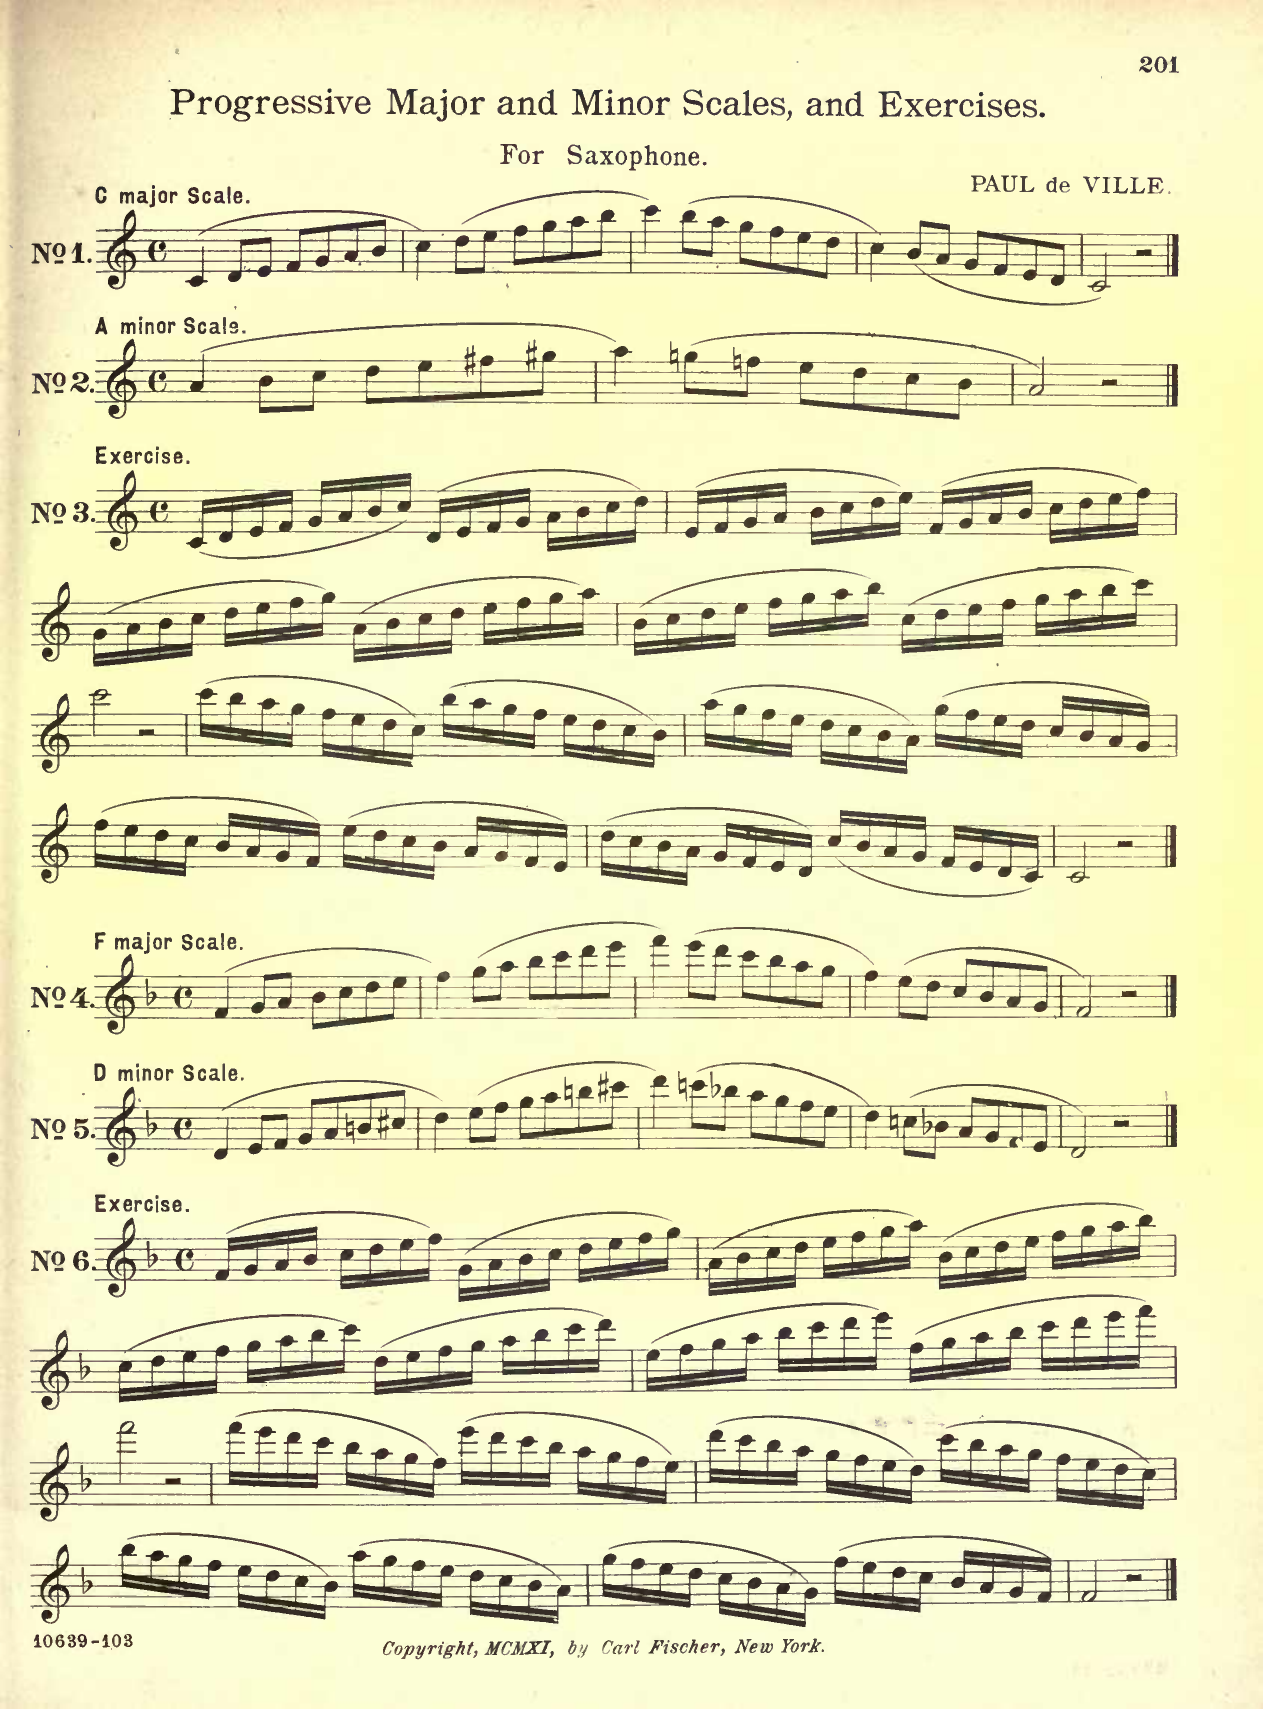 201
Progressive Major and Minor Scales, and Exercises.
For Saxophone.
PAUL de VILLE.
C major Scale.
No 1.
A minor Scale.
No 2.
Exercise.
No 3.
F major Scale.
No 4.
D minor Scale.
No 5.
Exercise.
No 6.
10639-103
Copyright, MCMXI, by Carl Fischer, New York.